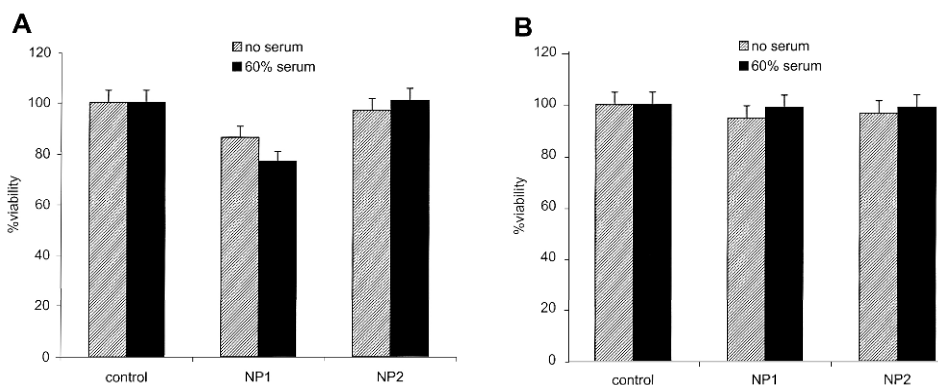 A
120
100
80
60
40
20
0
%viability
no serum
60% serum
control NP1 NP2
B
120
100
80
60
40
20
0
%viability
no serum
60% serum
control NP1 NP2